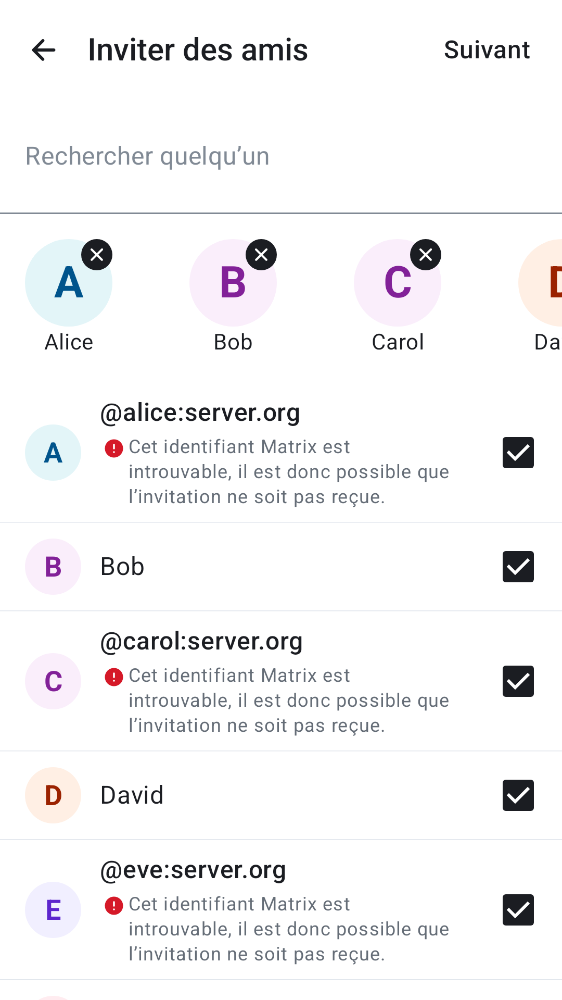 Inviter des amis
Suivant
Rechercher quelqu’un
A
B
C
Alice
Bob
Carol
@alice:server.org
A
Cet identifiant Matrix est
introuvable, il est donc possible que
l’invitation ne soit pas reçue.
B
Bob
@carol:server.org
C
Cet identifiant Matrix est
introuvable, il est donc possible que
l’invitation ne soit pas reçue.
D
David
@eve:server.org
E
Cet identifiant Matrix est
introuvable, il est donc possible que
l’invitation ne soit pas reçue.